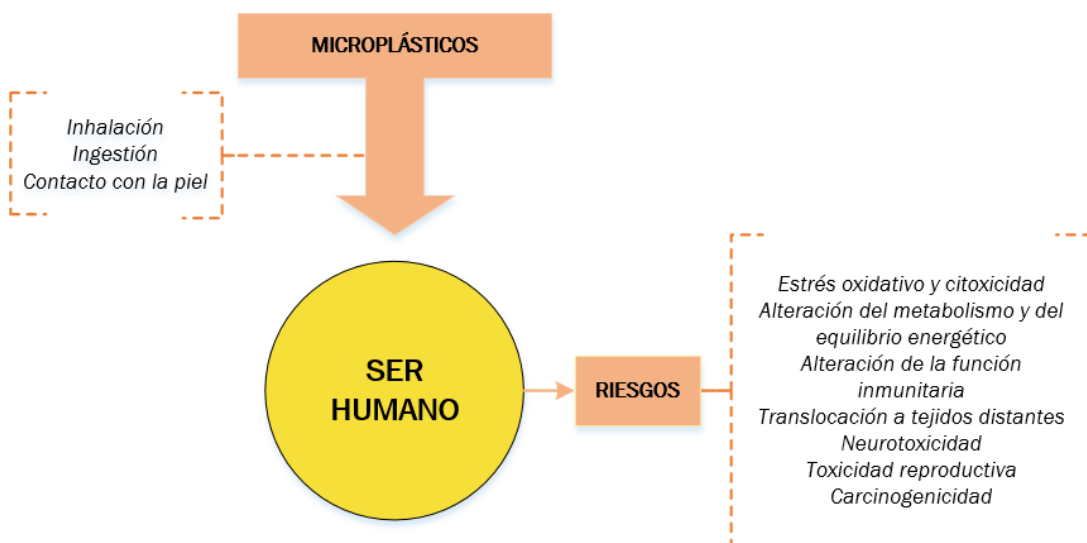 MICROPLÁSTICOS
Inhalación
Ingestión
Contacto con la piel
SER
HUMANO
RIESGOS
Estrés oxidativo y citoxicidad
Alteración del metabolismo y del
equilibrio energético
Alteración de la función
inmunitaria
Translocación a tejidos distantes
Neurotoxicidad
Toxicidad reproductiva
Carcinogenicidad